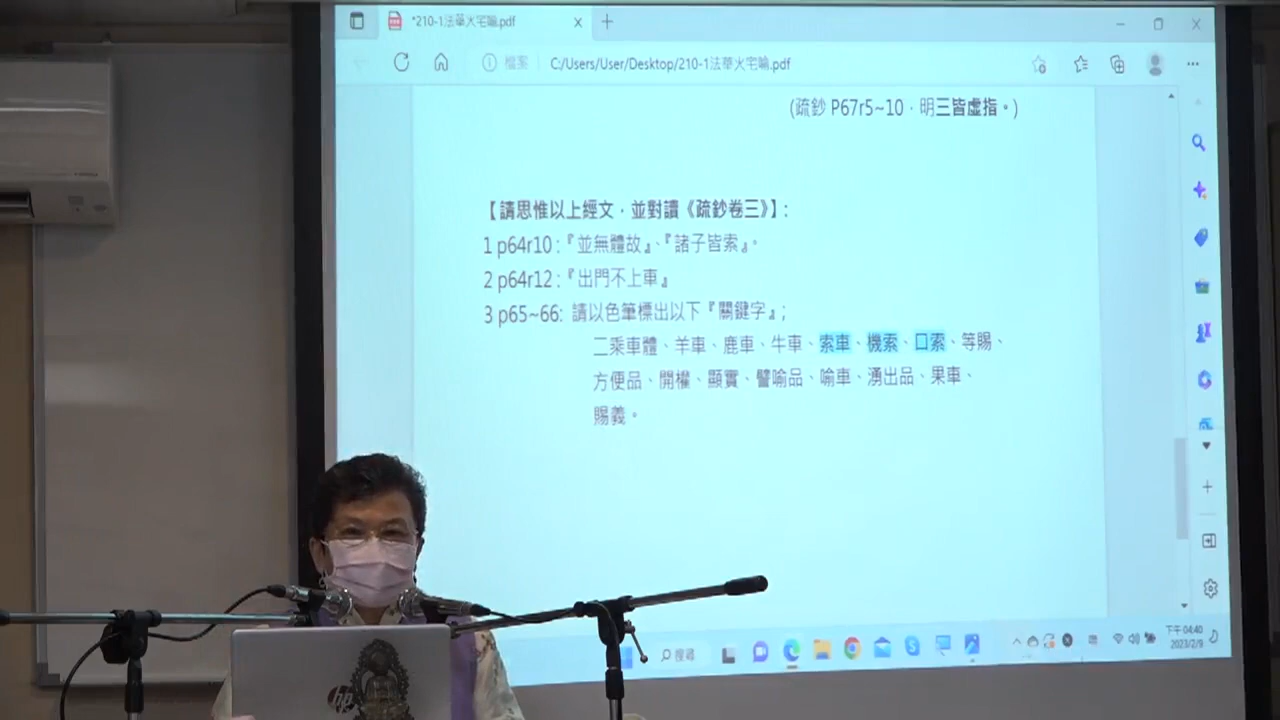 *210-1法華火宅喻.pdf
檔案 C:/Users/User/Desktop/210-1法華火宅喻.pdf
(疏鈔 P67r5~10，明三皆虛指。)
【請思惟以上經文，並對讀《疏鈔卷三》】：
1 p64r10：『並無體故』、『諸子皆索』。
2 p64r12：『出門不上車』
3 p65~66: 請以色筆標出以下『關鍵字』；
二乘車體、羊車、鹿車、牛車、索車、機索、口索、等賜、
方便品、開權、顯實、譬喻品、喻車、湧出品、果車、
賜義。
搜尋
下午 04:40
2023/2/9
hp